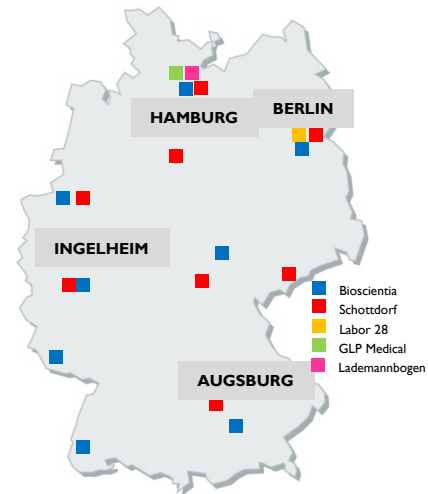 BERLIN
HAMBURG
INGELHEIM
Bioscientia
Schottdorf
Labor 28
GLP Medical
Lademannbogen
AUGSBURG